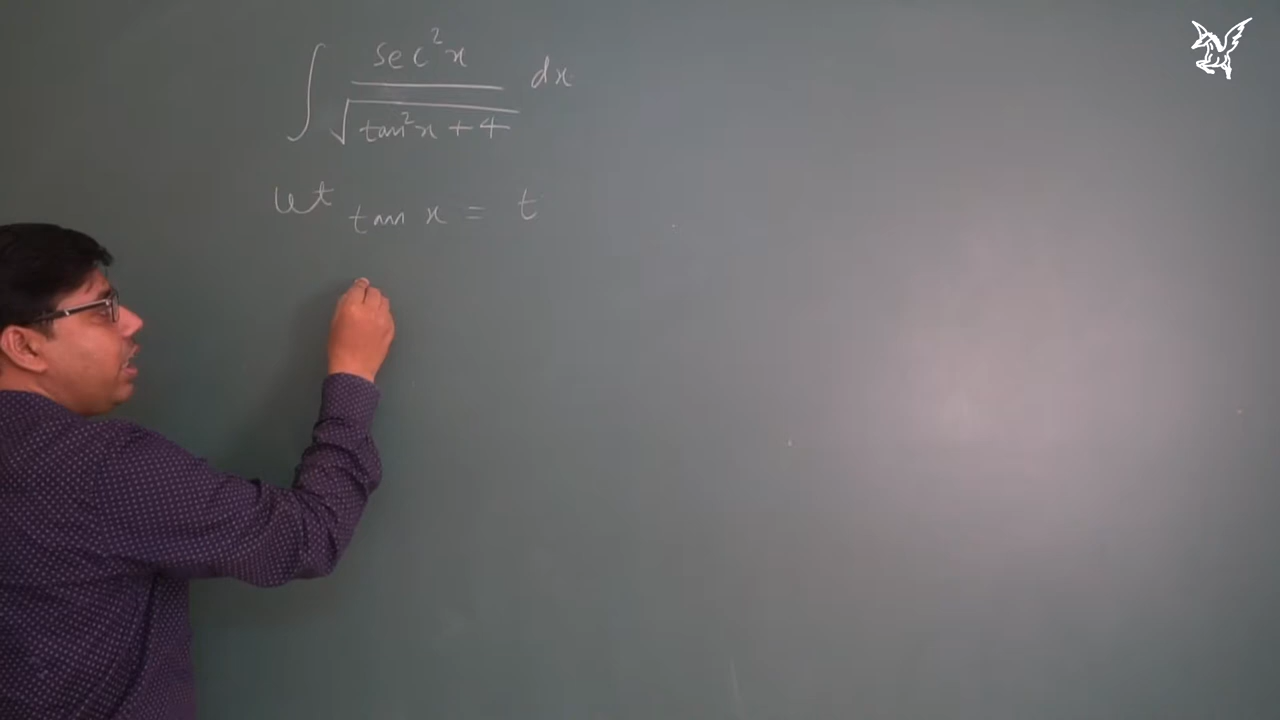 ∫ sec²x / √(tan²x + 4) dx
let tan x = t